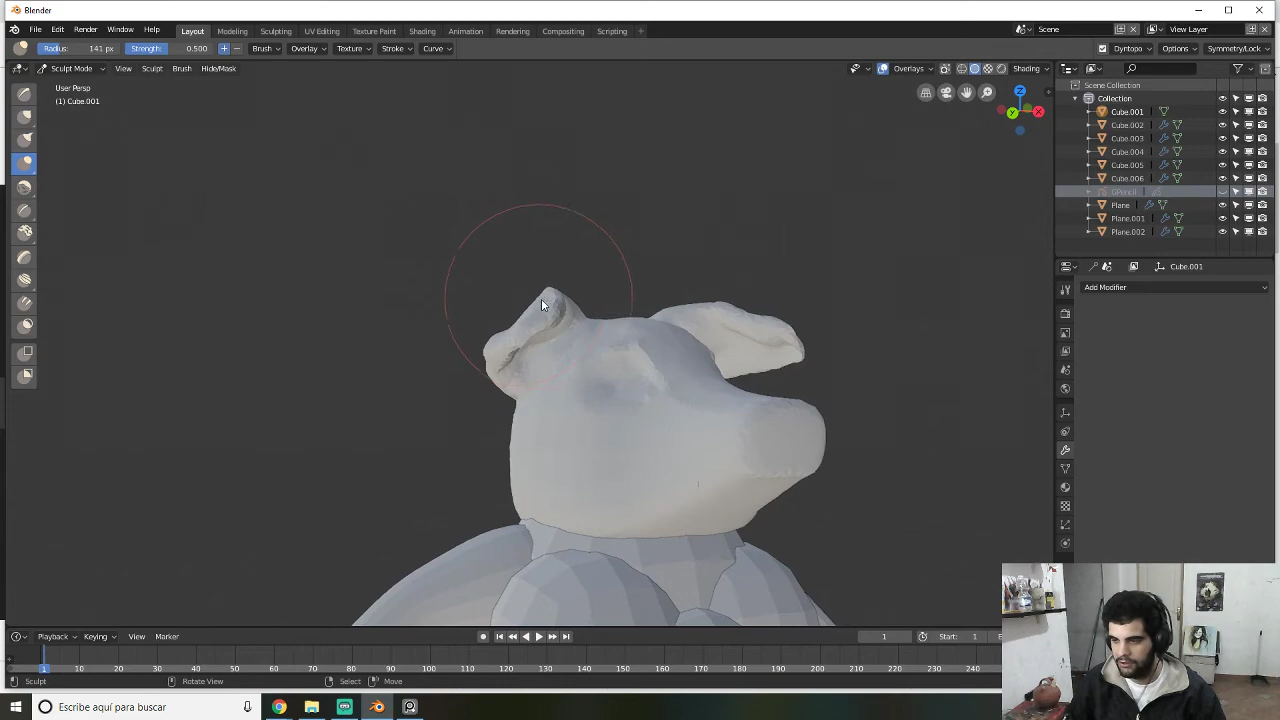 Blender
File Edit Render Window Help Layout Modeling Sculpting UV Editing Texture Paint Shading Animation Rendering Compositing Scripting + Scene View Layer
Radius: 141 px Strength: 0.500 + − Brush Overlay Texture Stroke Curve Dyntopo Options Symmetry/Lock
Sculpt Mode View Sculpt Brush Hide/Mask Overlays Shading
User Persp
(1) Cube.001
Z
Y X
Scene Collection
Collection
Cube.001
Cube.002
Cube.003
Cube.004
Cube.005
Cube.006
GPencil
Plane
Plane.001
Plane.002
Cube.001
Add Modifier
Playback Keying View Marker 1 Start: 1
1 10 20 30 40 50 60 70 80 90 100 110 120 130 140 150 160 170 180 190 200 210 220 230 240
Sculpt Rotate View Select Move
Escribe aquí para buscar